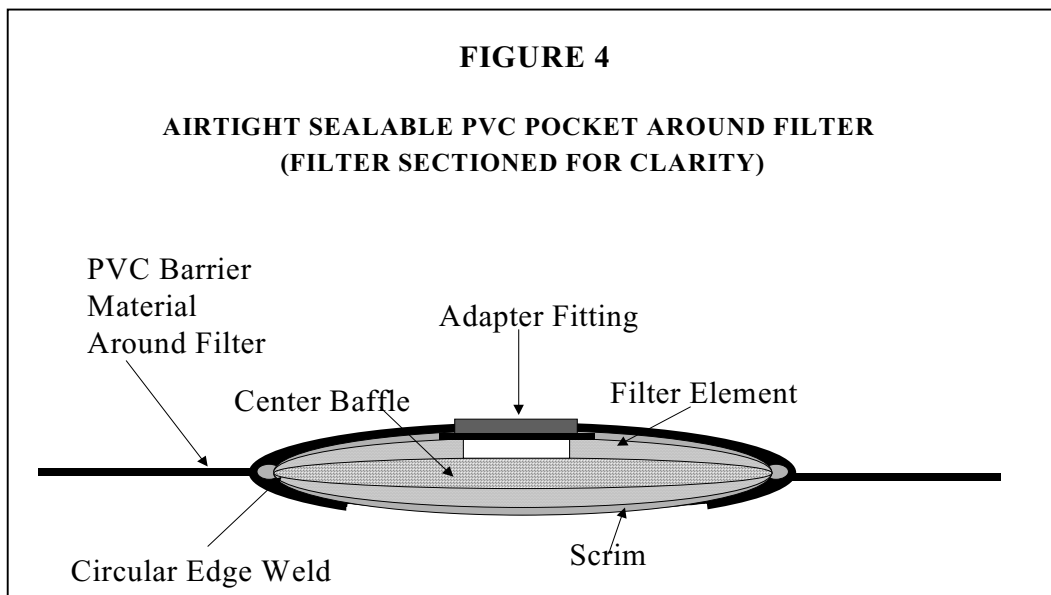 FIGURE 4
AIRTIGHT SEALABLE PVC POCKET AROUND FILTER
(FILTER SECTIONED FOR CLARITY)
PVC Barrier
Material
Around Filter
Adapter Fitting
Center Baffle
Filter Element
Scrim
Circular Edge Weld